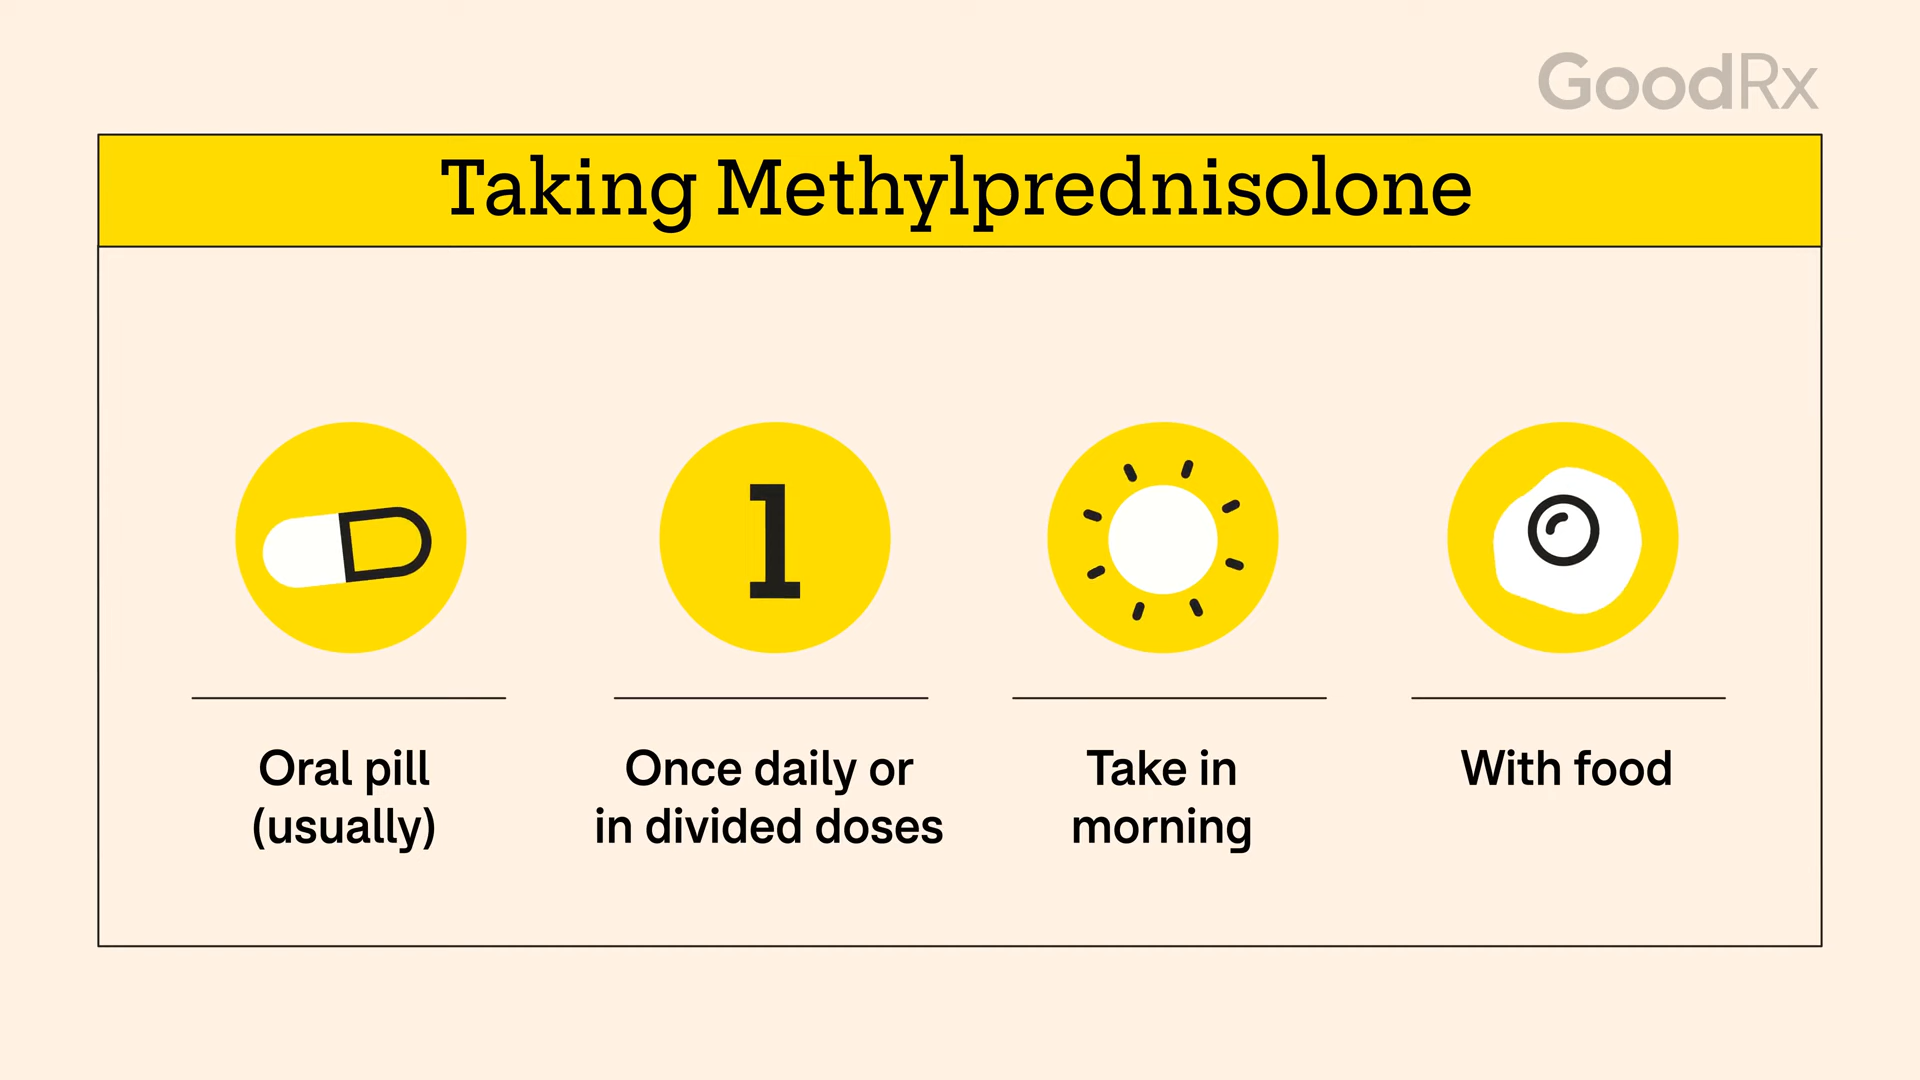 GoodRx
Taking Methylprednisolone
1
Oral pill
(usually)
Once daily or
in divided doses
Take in
morning
With food